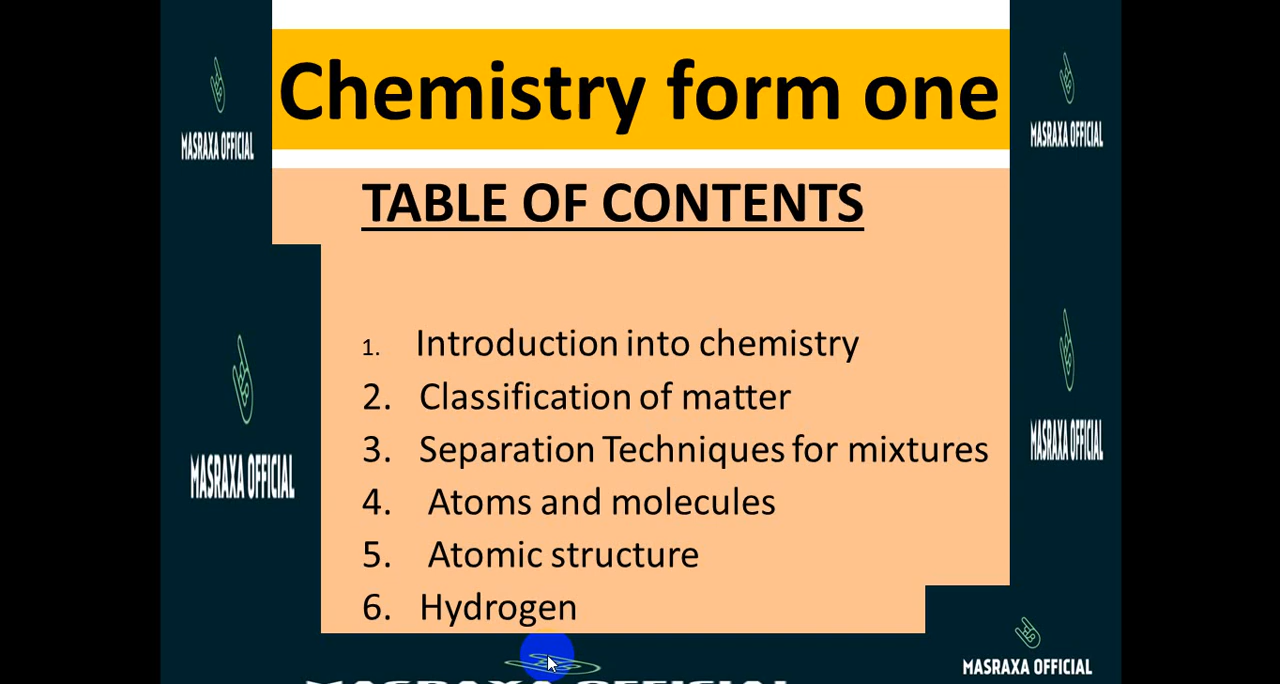 Chemistry form one
MASRAXA OFFICIAL
MASRAXA OFFICIAL
TABLE OF CONTENTS
1. Introduction into chemistry
2. Classification of matter
3. Separation Techniques for mixtures
MASRAXA OFFICIAL
MASRAXA OFFICIAL
4. Atoms and molecules
5. Atomic structure
6. Hydrogen
MASRAXA OFFICIAL
MASRAXA OFFICIAL